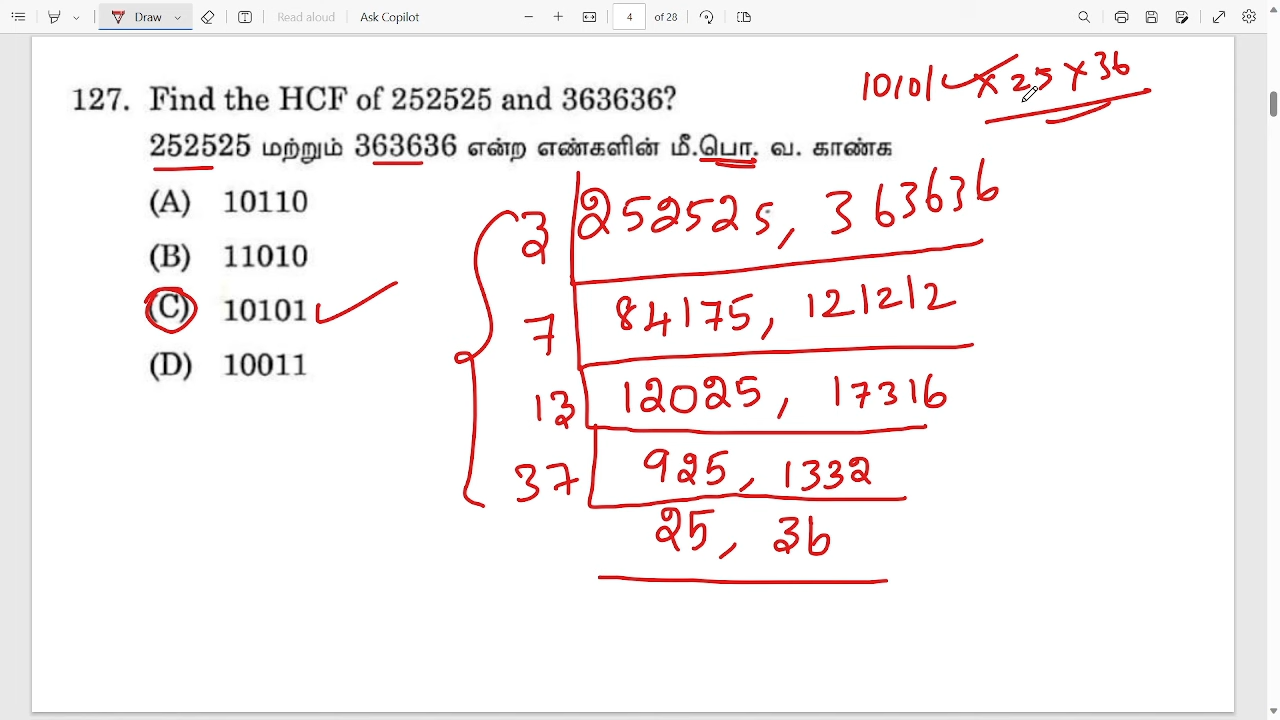 Draw
Read aloud
Ask Copilot
4
of 28
10101 × 25 × 36
127. Find the HCF of 252525 and 363636?
252525 மற்றும் 363636 என்ற எண்களின் மீ.பொ. வ. காண்க
(A) 10110
(B) 11010
(C) 10101
(D) 10011
3 252525, 363636
7 84175, 121212
13 12025, 17316
37 925, 1332
25, 36